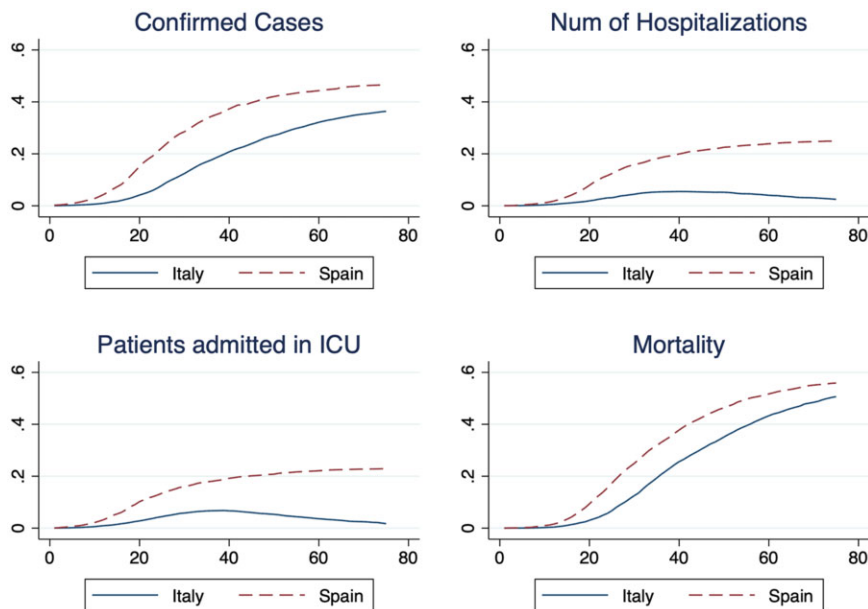 Confirmed Cases
.6
.4
.2
0
0 20 40 60 80
Italy Spain
Num of Hospitalizations
.6
.4
.2
0
0 20 40 60 80
Italy Spain
Patients admitted in ICU
.6
.4
.2
0
0 20 40 60 80
Italy Spain
Mortality
.6
.4
.2
0
0 20 40 60 80
Italy Spain